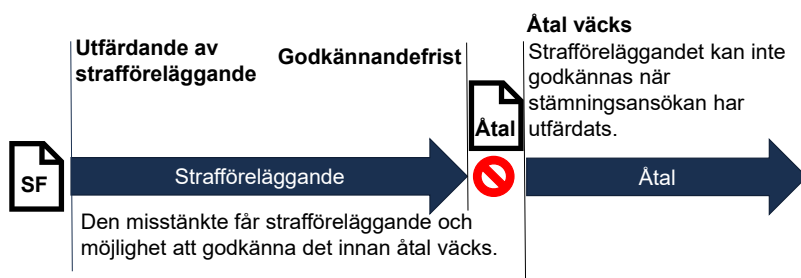 Utfärdande av
strafföreläggande
Godkännandefrist
Åtal väcks
Strafföreläggandet kan inte
godkännas när
stämningsansökan har
utfärdats.
Åtal
SF
Strafföreläggande
Åtal
Den misstänkte får strafföreläggande och
möjlighet att godkänna det innan åtal väcks.